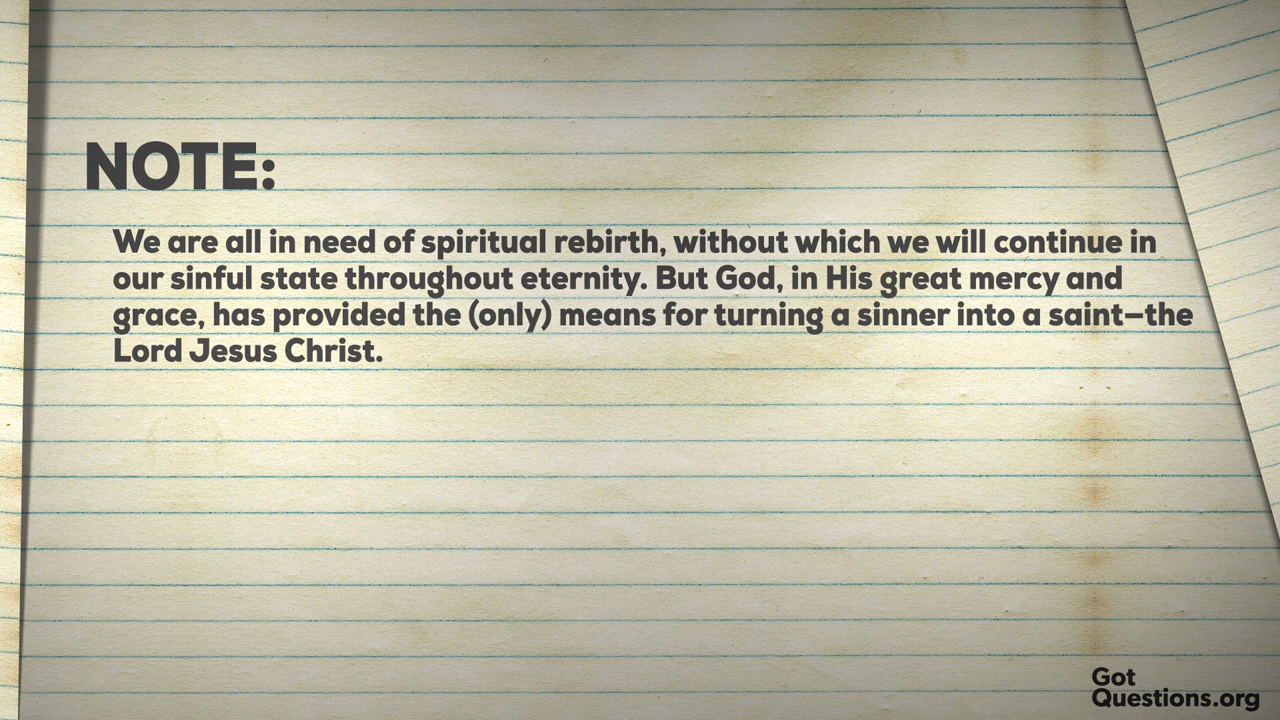 NOTE:
We are all in need of spiritual rebirth, without which we will continue in
our sinful state throughout eternity. But God, in His great mercy and
grace, has provided the (only) means for turning a sinner into a saint—the
Lord Jesus Christ.
Got
Questions.org